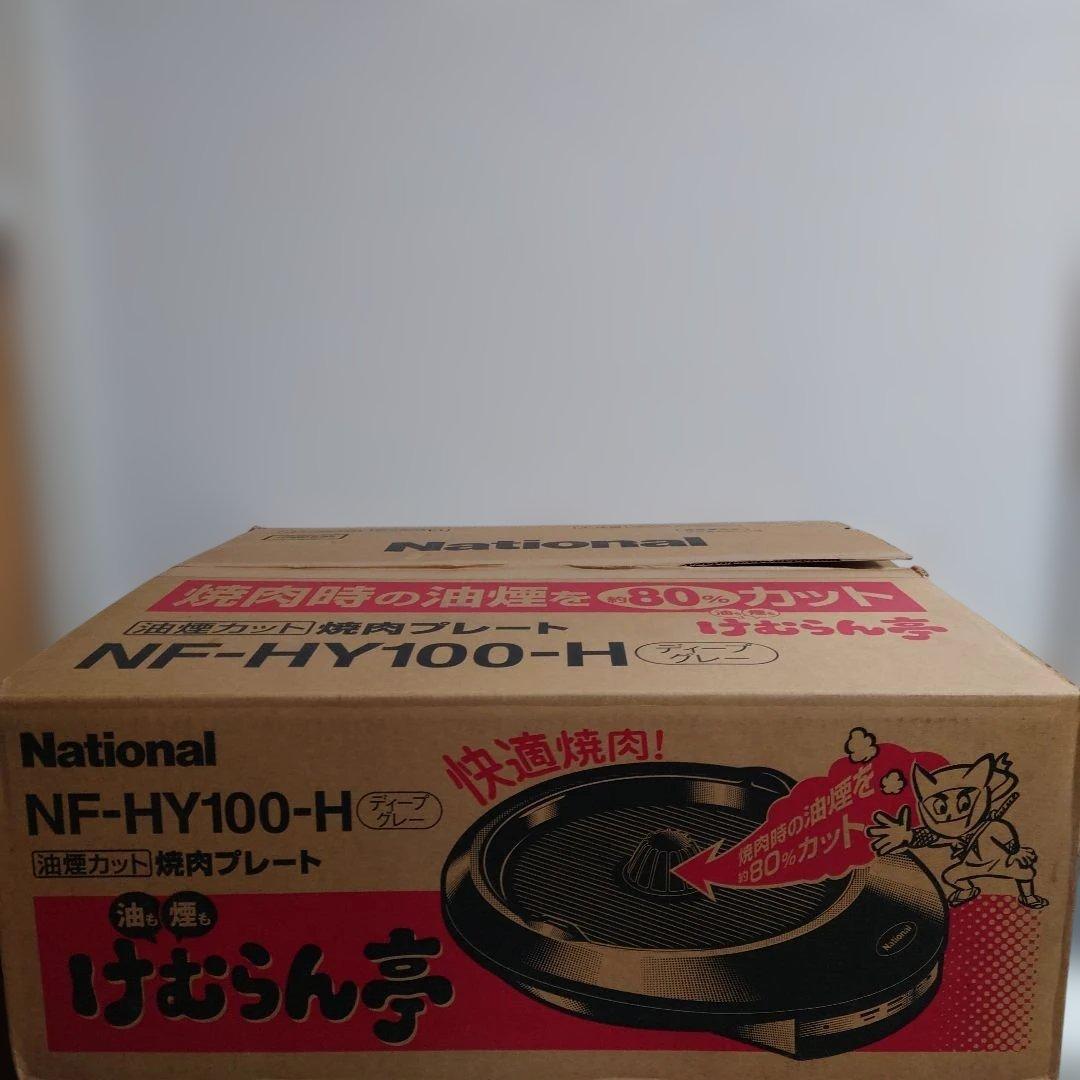 National
焼肉時の油煙を約80%カット
油も煙も
けむらん亭
油煙カット 焼肉プレート
NF-HY100-H ディープグレー
National
NF-HY100-H ディープグレー
油煙カット 焼肉プレート
油も煙も
けむらん亭
快適焼肉!
焼肉時の油煙を
約80%カット
National